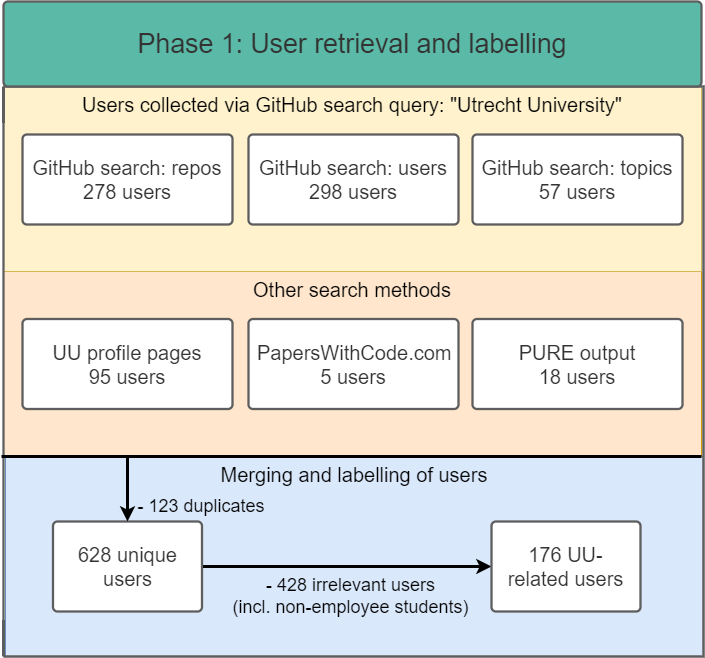 Phase 1: User retrieval and labelling
Users collected via GitHub search query: "Utrecht University"
GitHub search: repos
278 users
GitHub search: users
298 users
GitHub search: topics
57 users
Other search methods
UU profile pages
95 users
PapersWithCode.com
5 users
PURE output
18 users
Merging and labelling of users
- 123 duplicates
628 unique
users
- 428 irrelevant users
(incl. non-employee students)
176 UU-
related users